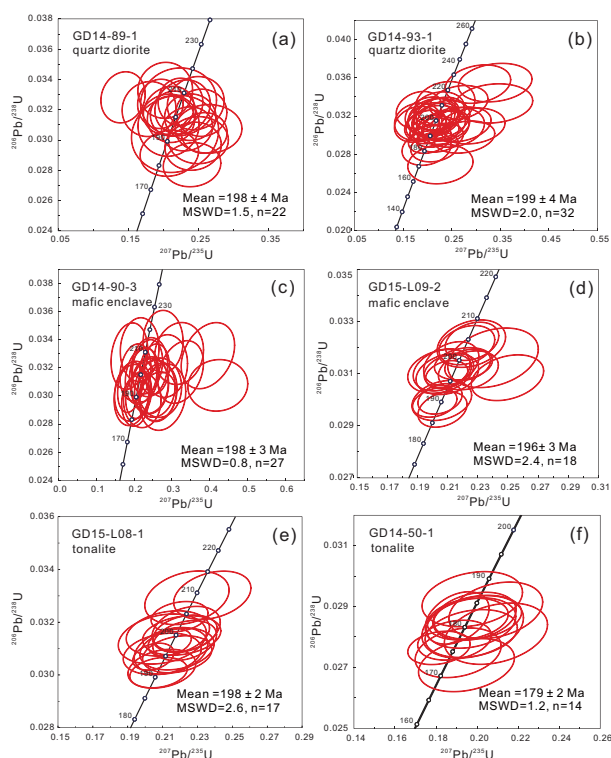 0.038
0.036
0.034
0.032
0.030
0.028
0.026
0.024
206Pb/238U
GD14-89-1
quartz diorite
(a)
230
170
Mean =198 ± 4 Ma
MSWD=1.5, n=22
0.05
0.15
0.25
0.35
207Pb/235U
0.040
0.036
0.032
0.028
0.024
0.020
206Pb/238U
GD14-93-1
quartz diorite
(b)
260
240
220
160
140
Mean =199 ± 4 Ma
MSWD=2.0, n=32
0.05
0.15
0.25
0.35
0.45
0.55
207Pb/235U
0.038
0.036
0.034
0.032
0.030
0.028
0.026
0.024
206Pb/238U
GD14-90-3
mafic enclave
(c)
230
170
Mean =198 ± 3 Ma
MSWD=0.8, n=27
0.0
0.1
0.2
0.3
0.4
0.5
0.6
207Pb/235U
0.035
0.033
0.031
0.029
0.027
206Pb/238U
GD15-L09-2
mafic enclave
(d)
220
210
190
180
Mean =196± 3 Ma
MSWD=2.4, n=18
0.15
0.19
0.23
0.27
0.31
207Pb/235U
0.036
0.034
0.032
0.030
0.028
206Pb/238U
GD15-L08-1
tonalite
(e)
220
210
190
180
Mean =198 ± 2 Ma
MSWD=2.6, n=17
0.15
0.17
0.19
0.21
0.23
0.25
0.27
0.29
207Pb/235U
0.031
0.029
0.027
0.025
206Pb/238U
GD14-50-1
tonalite
(f)
200
190
180
170
160
Mean =179 ± 2 Ma
MSWD=1.2, n=14
0.16
0.18
0.20
0.22
0.24
0.26
207Pb/235U